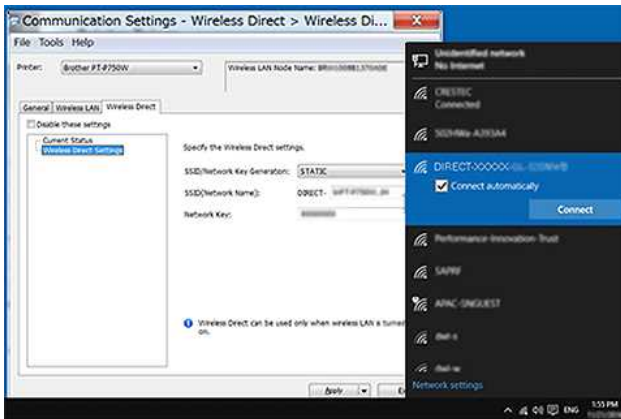 Communication Settings - Wireless Direct > Wireless Di...
File Tools Help
Printer: Brother PT-P750W
Wireless LAN Node Name:
General Wireless LAN Wireless Direct
Disable these settings
Current Status
Wireless Direct Settings
Specify the Wireless Direct settings.
SSID/Network Key Generation: STATIC
SSID(Network Name): DIRECT-
Network Key:
Wireless Direct can be used only when wireless LAN is turned
on.
Apply
Unidentified network
No Internet
CRESTEC
Connected
DIRECT-XXXXX-
Connect automatically
Connect
Performance-Innovation-Trust
SAPRF
APAC-SNGUEST
Network settings
ENG
1:55 PM